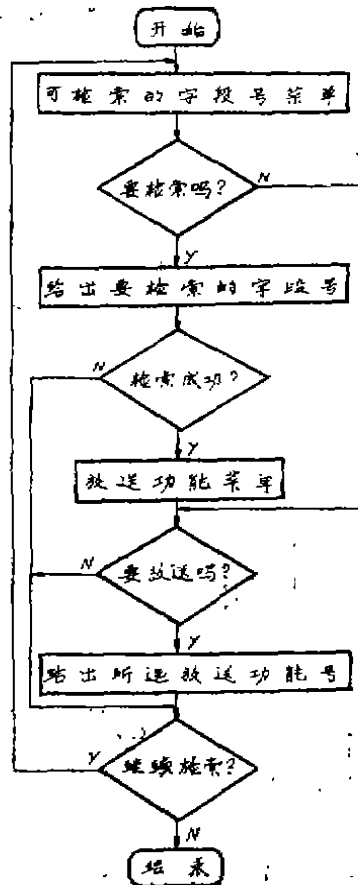 开始
可检索的字段号菜单
要检索吗?
N
Y
给出要检索的字段号
N
检索成功?
Y
放送功能菜单
N
要放送吗?
Y
给出所选放送功能号
Y
继续检索?
N
结束